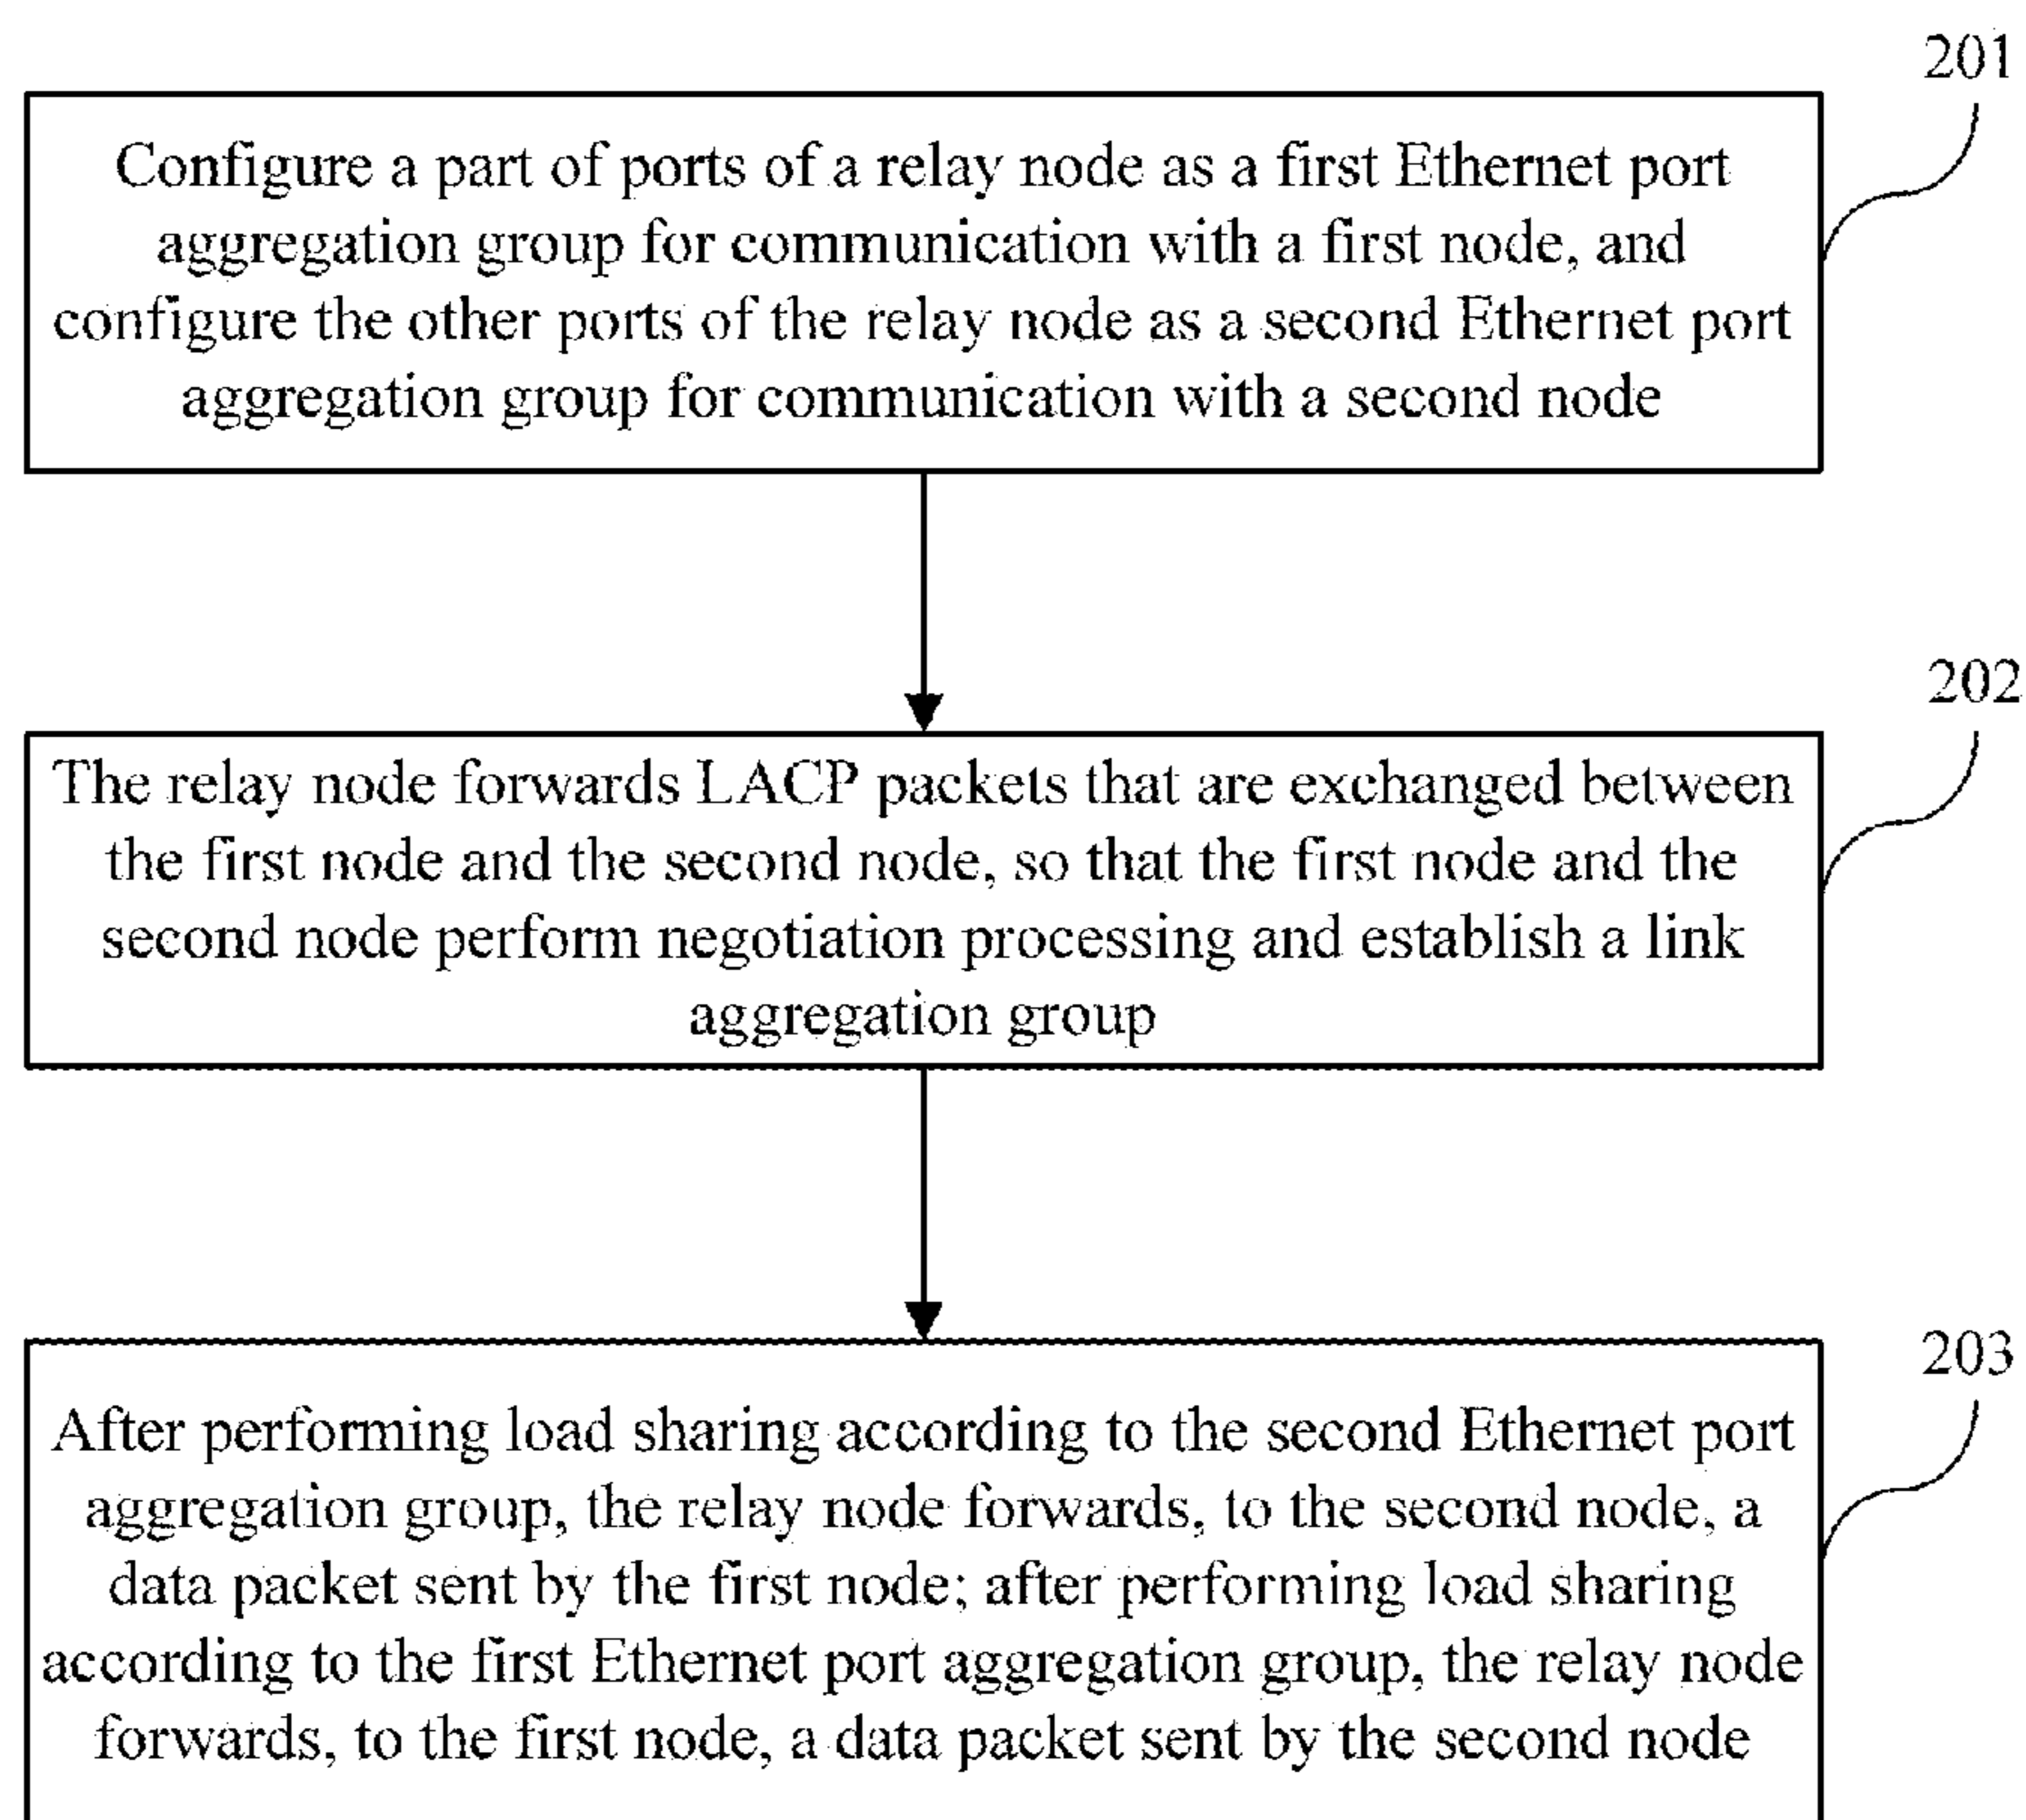 201
Configure a part of ports of a relay node as a first Ethernet port
aggregation group for communication with a first node, and
configure the other ports of the relay node as a second Ethernet port
aggregation group for communication with a second node
202
The relay node forwards LACP packets that are exchanged between
the first node and the second node, so that the first node and the
second node perform negotiation processing and establish a link
aggregation group
203
After performing load sharing according to the second Ethernet port
aggregation group, the relay node forwards, to the second node, a
data packet sent by the first node; after performing load sharing
according to the first Ethernet port aggregation group, the relay node
forwards, to the first node, a data packet sent by the second node